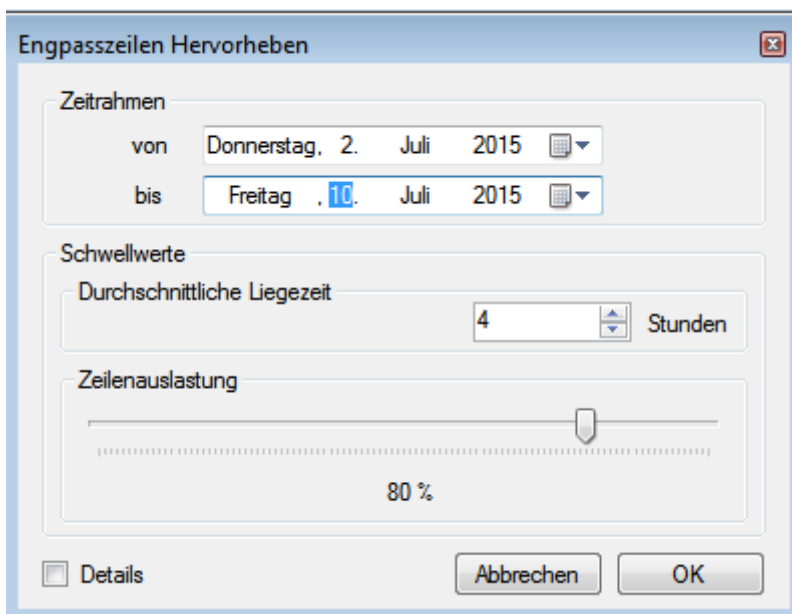 Engpasszeilen Hervorheben
Zeitrahmen
von Donnerstag, 2. Juli 2015
bis Freitag , 10. Juli 2015
Schwellwerte
Durchschnittliche Liegezeit
4 Stunden
Zeilenauslastung
80 %
Details Abbrechen OK